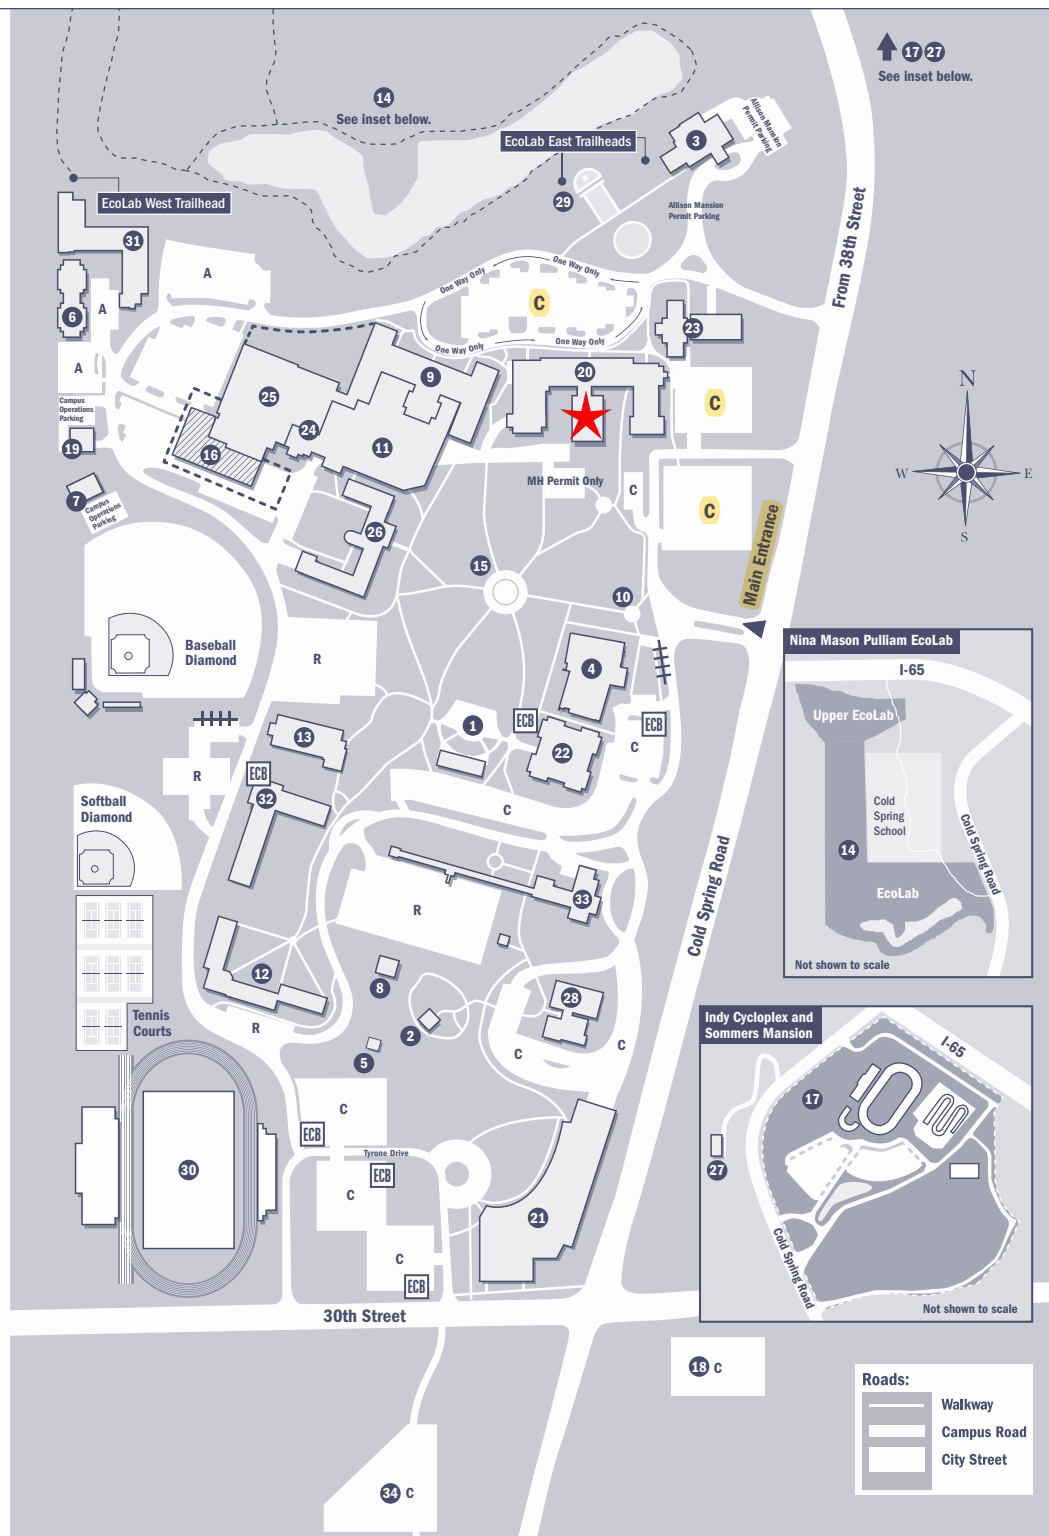 17 27
See inset below.
14
See inset below.
Allison Mansion
Permit Parking
3
EcoLab East Trailheads
29
EcoLab West Trailhead
Allison Mansion
Permit Parking
31
From 38th Street
A
One Way Only
One Way Only
6
A
C
23
One Way Only
One Way Only
A
9
20
25
Campus
Operations
Parking
C
24
19
16
11
N
W
E
S
MH Permit Only
C
7
Campus
Operations
Parking
C
26
Main Entrance
15
10
Baseball
Diamond
R
4
Nina Mason Pulliam EcoLab
I-65
Upper EcoLab
Cold
Spring
School
14
EcoLab
Cold Spring Road
Not shown to scale
1
ECB
ECB
13
22
C
R
ECB
32
Softball
Diamond
C
Cold Spring Road
R
33
12
8
28
Tennis
Courts
R
2
5
C
C
Indy Cycloplex and
Sommers Mansion
I-65
17
27
Cold Spring Road
Not shown to scale
C
ECB
Tyrone Drive
30
ECB
C
21
C
ECB
30th Street
18 C
Roads:
Walkway
Campus Road
City Street
34 C